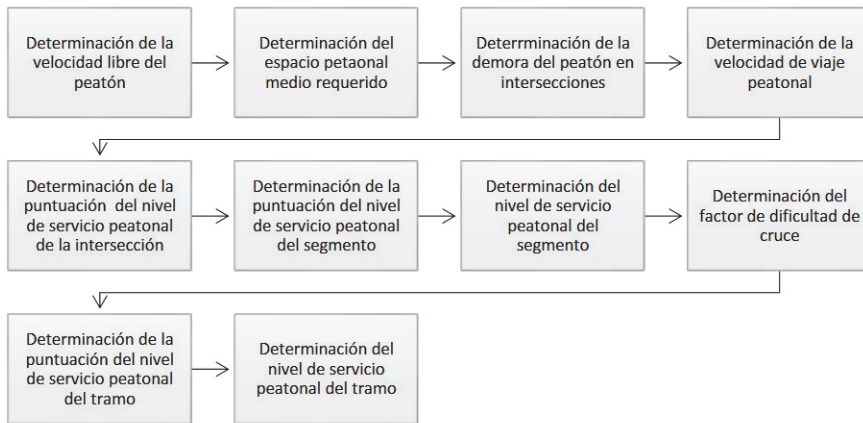 Determinación de la
velocidad libre del
peatón
Determinación del
espacio petaonal
medio requerido
Determinación de la
demora del peatón en
intersecciones
Determinación de la
velocidad de viaje
peatonal
Determinación de la
puntuación del nivel
de servicio peatonal
de la intersección
Determinación de la
puntuación del nivel
de servicio peatonal
del segmento
Determinación del
nivel de servicio
peatonal del
segmento
Determinación del
factor de dificultad de
cruce
Determinación de la
puntuación del nivel
de servicio peatonal
del tramo
Determinación del
nivel de servicio
peatonal del tramo